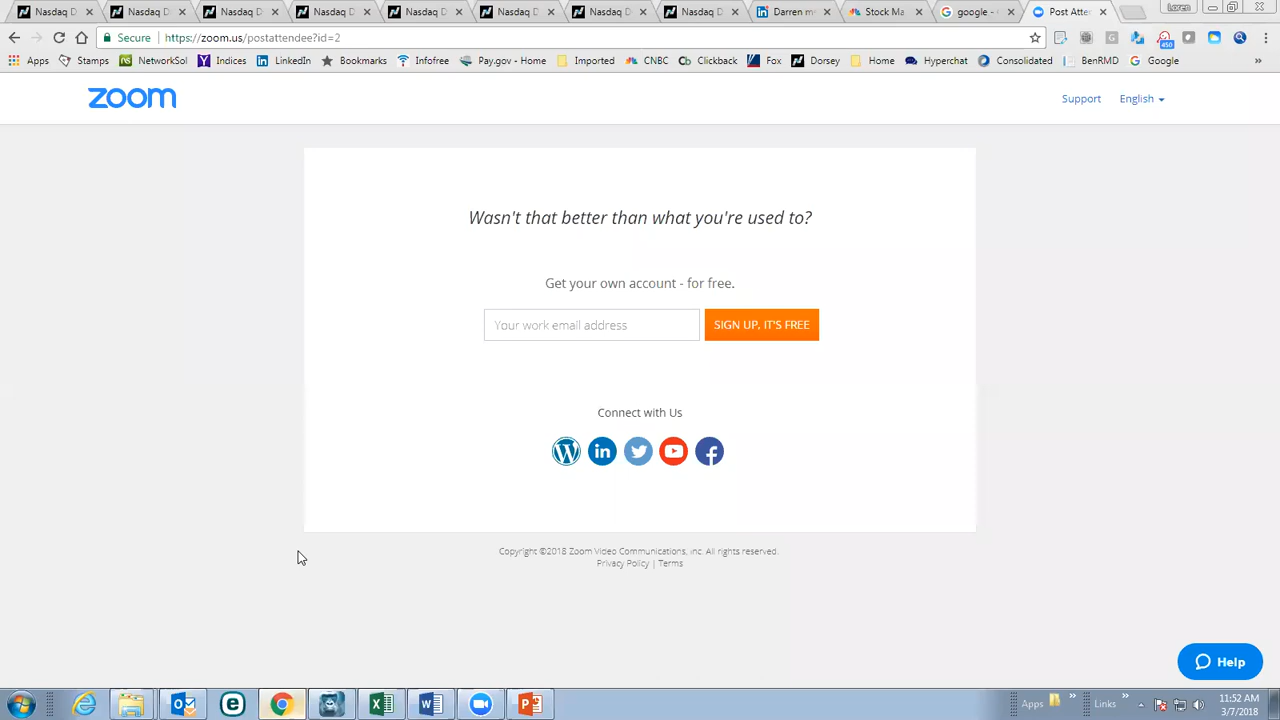 Nasdaq D Nasdaq D Nasdaq D Nasdaq D Nasdaq D Nasdaq D Nasdaq D Nasdaq D Darren m Stock Ma google - Post Atter Loren
Secure https://zoom.us/postattendee?id=2
450
Apps Stamps NetworkSol Indices LinkedIn Bookmarks Infofree Pay.gov - Home Imported CNBC Clickback Fox Dorsey Home Hyperchat Consolidated BenRMD Google »
zoom Support English
Wasn't that better than what you're used to?
Get your own account - for free.
Your work email address SIGN UP, IT'S FREE
Connect with Us
Copyright ©2018 Zoom Video Communications, Inc. All rights reserved.
Privacy Policy | Terms
Help
Apps » Links » 11:52 AM
3/7/2018